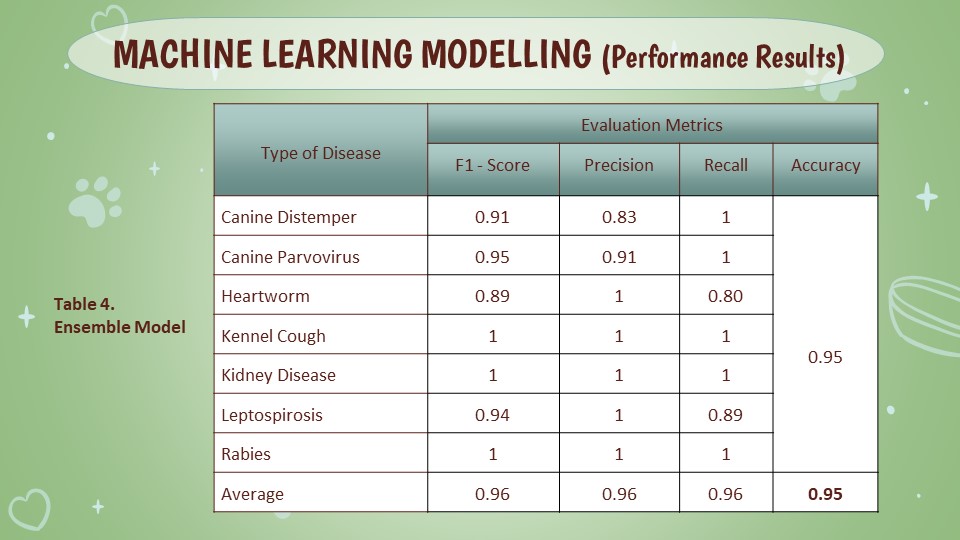 MACHINE LEARNING MODELLING (Performance Results)
Type of Disease
Evaluation Metrics
F1 - Score Precision Recall Accuracy
Canine Distemper 0.91 0.83 1
Canine Parvovirus 0.95 0.91 1
Heartworm 0.89 1 0.80
Kennel Cough 1 1 1
0.95
Kidney Disease 1 1 1
Leptospirosis 0.94 1 0.89
Rabies 1 1 1
Average 0.96 0.96 0.96 0.95
Table 4.
Ensemble Model